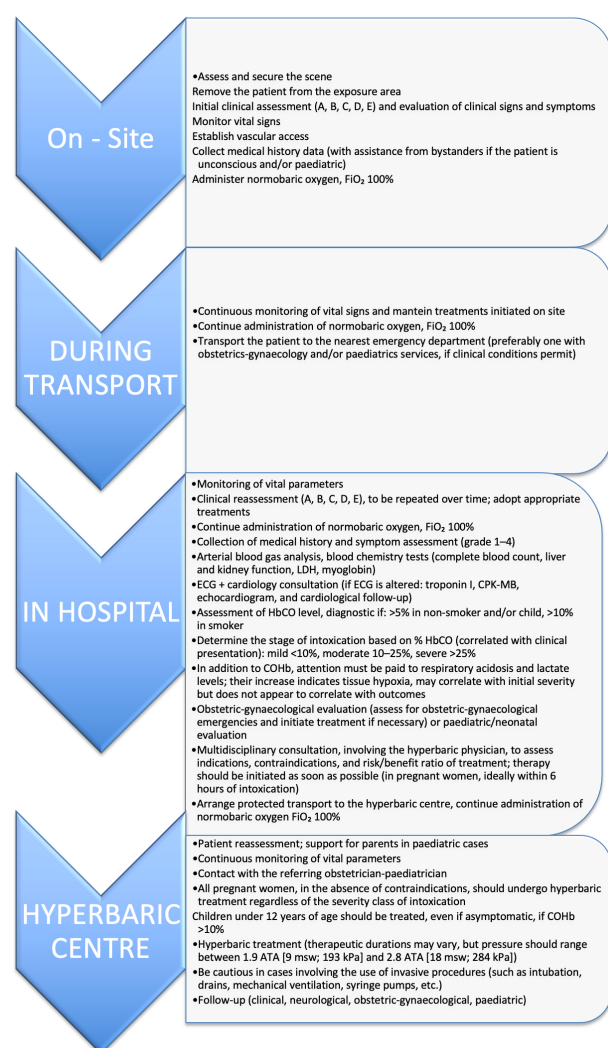 On - Site
•Assess and secure the scene
Remove the patient from the exposure area
Initial clinical assessment (A, B, C, D, E) and evaluation of clinical signs and symptoms
Monitor vital signs
Establish vascular access
Collect medical history data (with assistance from bystanders if the patient is
unconscious and/or paediatric)
Administer normobaric oxygen, FiO₂ 100%
DURING
TRANSPORT
•Continuous monitoring of vital signs and mantein treatments initiated on site
•Continue administration of normobaric oxygen, FiO₂ 100%
•Transport the patient to the nearest emergency department (preferably one with
obstetrics-gynaecology and/or paediatrics services, if clinical conditions permit)
IN HOSPITAL
•Monitoring of vital parameters
•Clinical reassessment (A, B, C, D, E), to be repeated over time; adopt appropriate
treatments
•Continue administration of normobaric oxygen, FiO₂ 100%
•Collection of medical history and symptom assessment (grade 1–4)
•Arterial blood gas analysis, blood chemistry tests (complete blood count, liver
and kidney function, LDH, myoglobin)
•ECG + cardiology consultation (if ECG is altered: troponin I, CPK-MB,
echocardiogram, and cardiological follow-up)
•Assessment of HbCO level, diagnostic if: >5% in non-smoker and/or child, >10%
in smoker
•Determine the stage of intoxication based on % HbCO (correlated with clinical
presentation): mild <10%, moderate 10–25%, severe >25%
•In addition to COHb, attention must be paid to respiratory acidosis and lactate
levels; their increase indicates tissue hypoxia, may correlate with initial severity
but does not appear to correlate with outcomes
•Obstetric-gynaecological evaluation (assess for obstetric-gynaecological
emergencies and initiate treatment if necessary) or paediatric/neonatal
evaluation
•Multidisciplinary consultation, involving the hyperbaric physician, to assess
indications, contraindications, and risk/benefit ratio of treatment; therapy
should be initiated as soon as possible (in pregnant women, ideally within 6
hours of intoxication)
•Arrange protected transport to the hyperbaric centre, continue administration of
normobaric oxygen FiO₂ 100%
HYPERBARIC
CENTRE
•Patient reassessment; support for parents in paediatric cases
•Continuous monitoring of vital parameters
•Contact with the referring obstetrician-paediatrician
•All pregnant women, in the absence of contraindications, should undergo hyperbaric
treatment regardless of the severity class of intoxication
Children under 12 years of age should be treated, even if asymptomatic, if COHb
>10%
•Hyperbaric treatment (therapeutic durations may vary, but pressure should range
between 1.9 ATA [9 msw; 193 kPa] and 2.8 ATA [18 msw; 284 kPa])
•Be cautious in cases involving the use of invasive procedures (such as intubation,
drains, mechanical ventilation, syringe pumps, etc.)
•Follow-up (clinical, neurological, obstetric-gynaecological, paediatric)